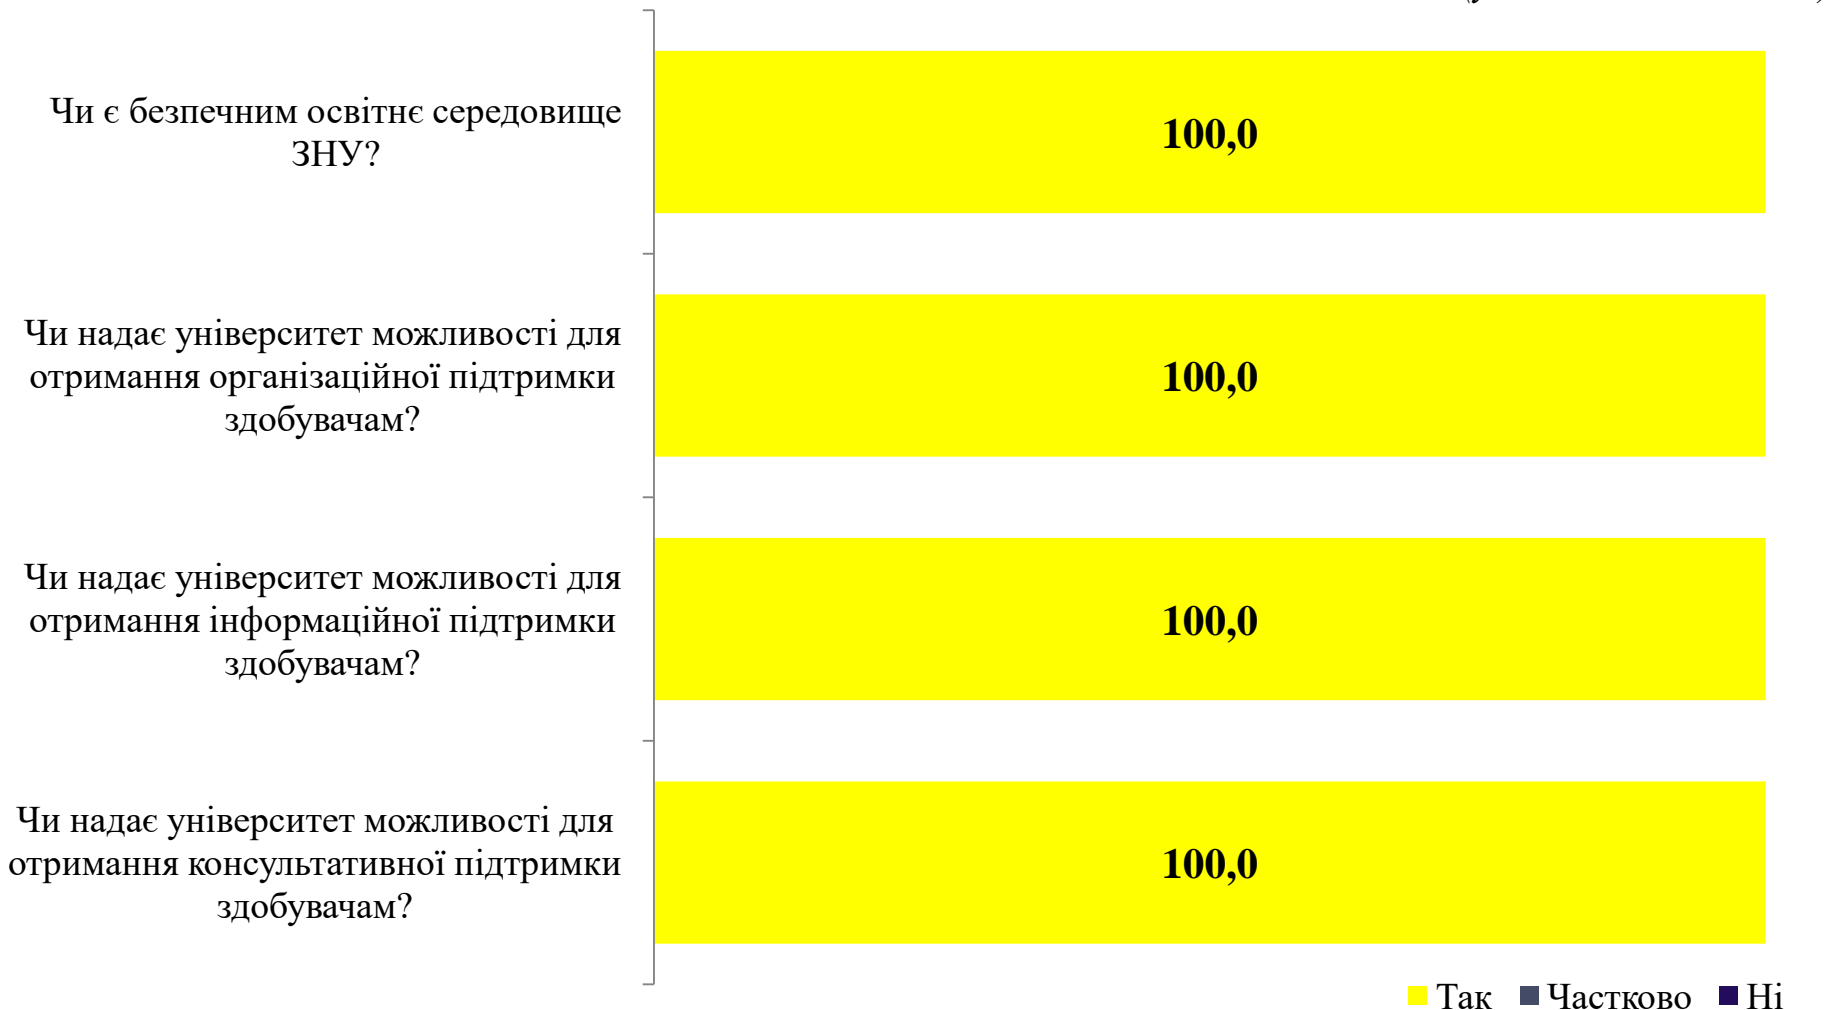 Чи є безпечним освітнє середовище
ЗНУ?
100,0
Чи надає університет можливості для
отримання організаційної підтримки
здобувачам?
100,0
Чи надає університет можливості для
отримання інформаційної підтримки
здобувачам?
100,0
Чи надає університет можливості для
отримання консультативної підтримки
здобувачам?
100,0
Так Частково Ні